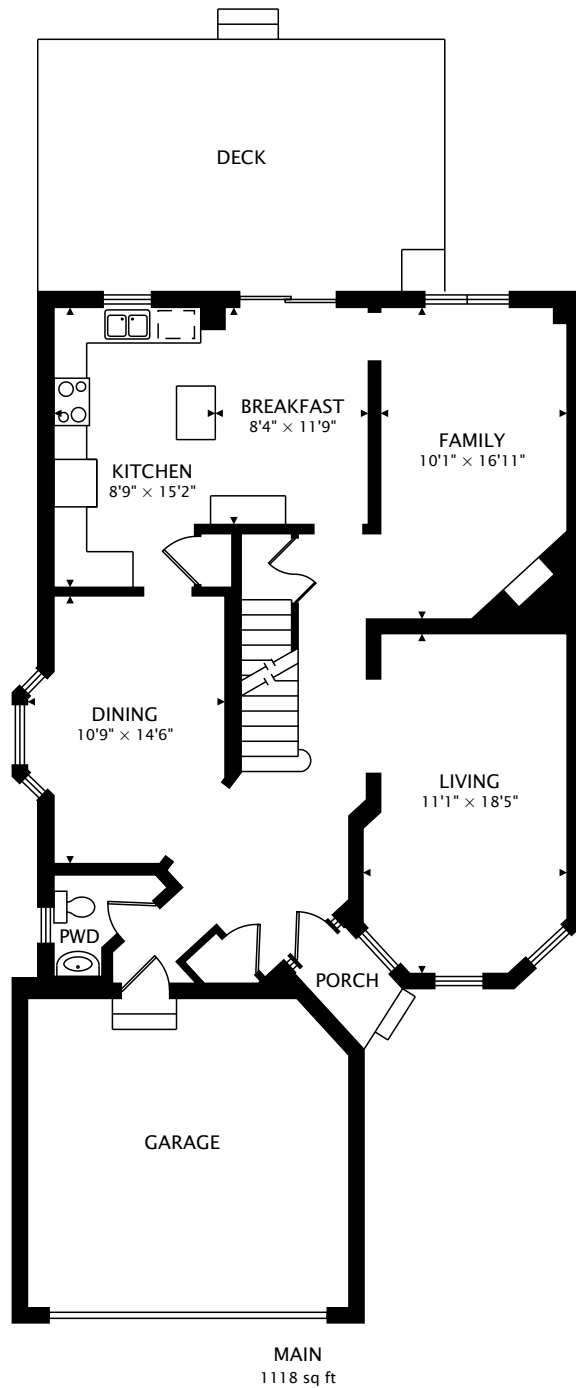 DECK
BREAKFAST
8'4" × 11'9"
FAMILY
10'1" × 16'11"
KITCHEN
8'9" × 15'2"
DINING
10'9" × 14'6"
LIVING
11'1" × 18'5"
PWD
PORCH
GARAGE
MAIN
1118 sq ft